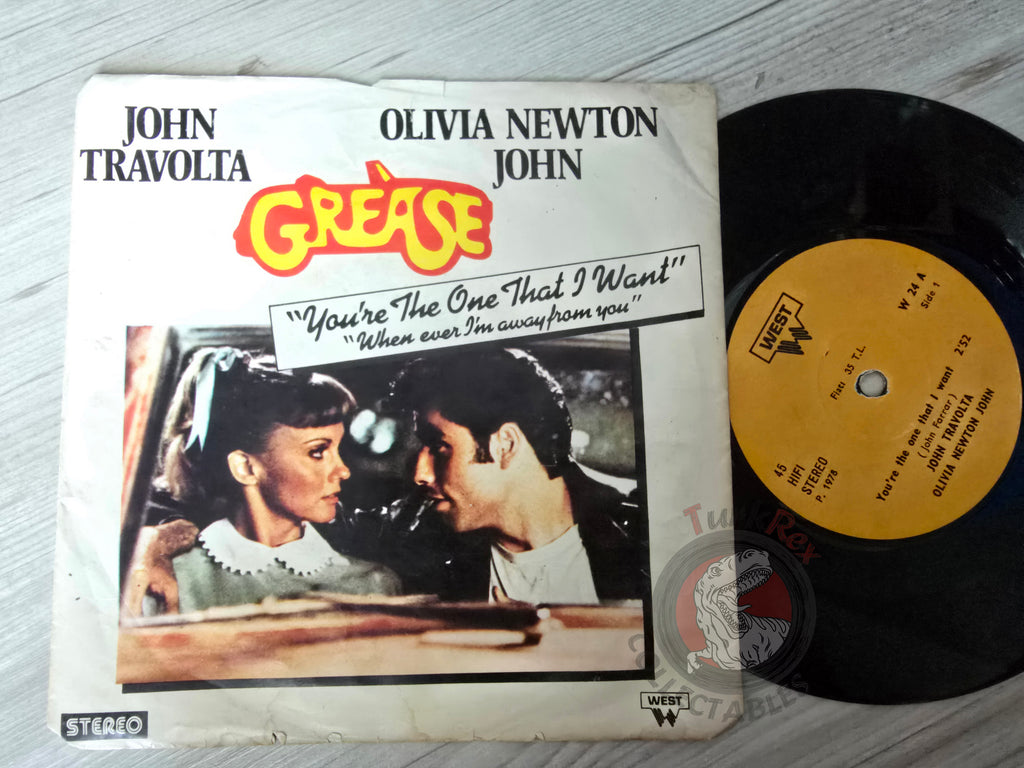 JOHN
TRAVOLTA
OLIVIA NEWTON
JOHN
GREASE
"You're The One That I Want"
"When ever I'm away from you"
STEREO
WEST
WEST
W 24 A
Side 1
Fiatı 35 T.L.
45
HIFI
STEREO
P. 1978
You're the one that I want 2'52
(John Farrar)
JOHN TRAVOLTA
OLIVIA NEWTON JOHN
TurkRex
COLLECTABLES